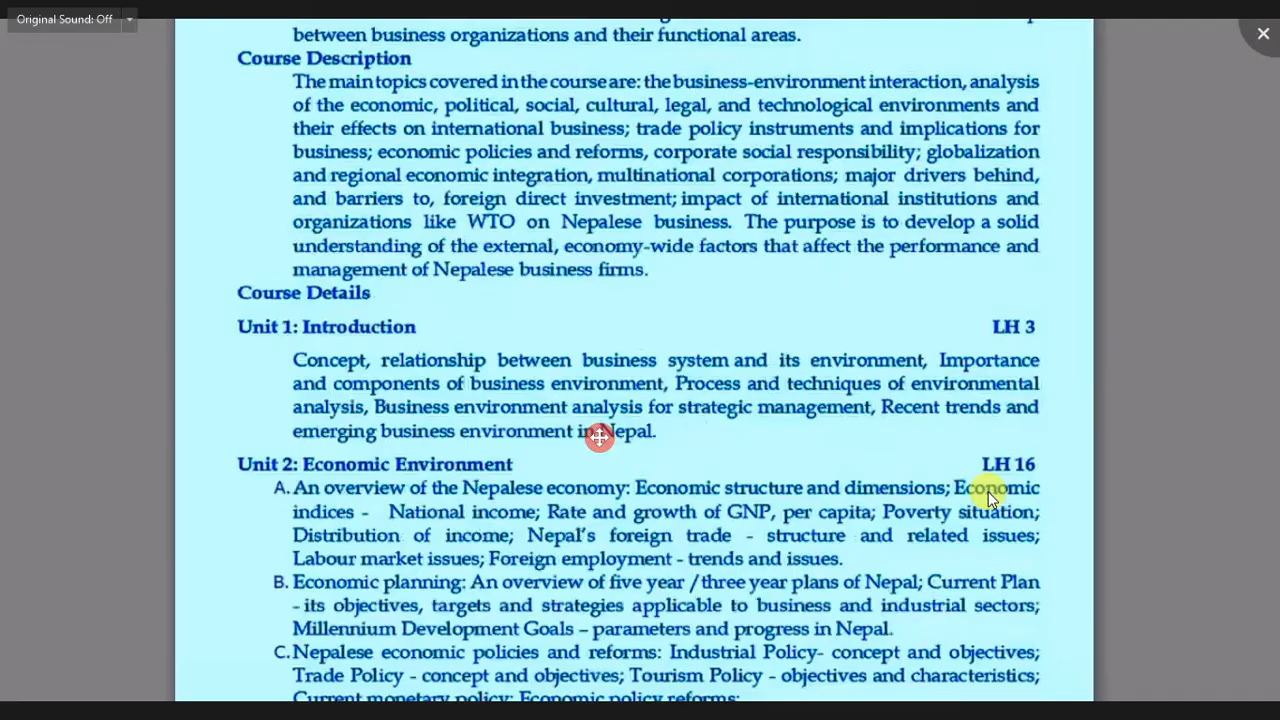 Original Sound: Off
between business organizations and their functional areas.
Course Description
The main topics covered in the course are: the business-environment interaction, analysis
of the economic, political, social, cultural, legal, and technological environments and
their effects on international business; trade policy instruments and implications for
business; economic policies and reforms, corporate social responsibility; globalization
and regional economic integration, multinational corporations; major drivers behind,
and barriers to, foreign direct investment; impact of international institutions and
organizations like WTO on Nepalese business. The purpose is to develop a solid
understanding of the external, economy-wide factors that affect the performance and
management of Nepalese business firms.
Course Details
Unit 1: Introduction LH 3
Concept, relationship between business system and its environment, Importance
and components of business environment, Process and techniques of environmental
analysis, Business environment analysis for strategic management, Recent trends and
emerging business environment in Nepal.
Unit 2: Economic Environment LH 16
A. An overview of the Nepalese economy: Economic structure and dimensions; Economic
indices - National income; Rate and growth of GNP, per capita; Poverty situation;
Distribution of income; Nepal's foreign trade - structure and related issues;
Labour market issues; Foreign employment - trends and issues.
B. Economic planning: An overview of five year /three year plans of Nepal; Current Plan
- its objectives, targets and strategies applicable to business and industrial sectors;
Millennium Development Goals – parameters and progress in Nepal.
C. Nepalese economic policies and reforms: Industrial Policy- concept and objectives;
Trade Policy - concept and objectives; Tourism Policy - objectives and characteristics;
Current monetary policy; Economic policy reforms: